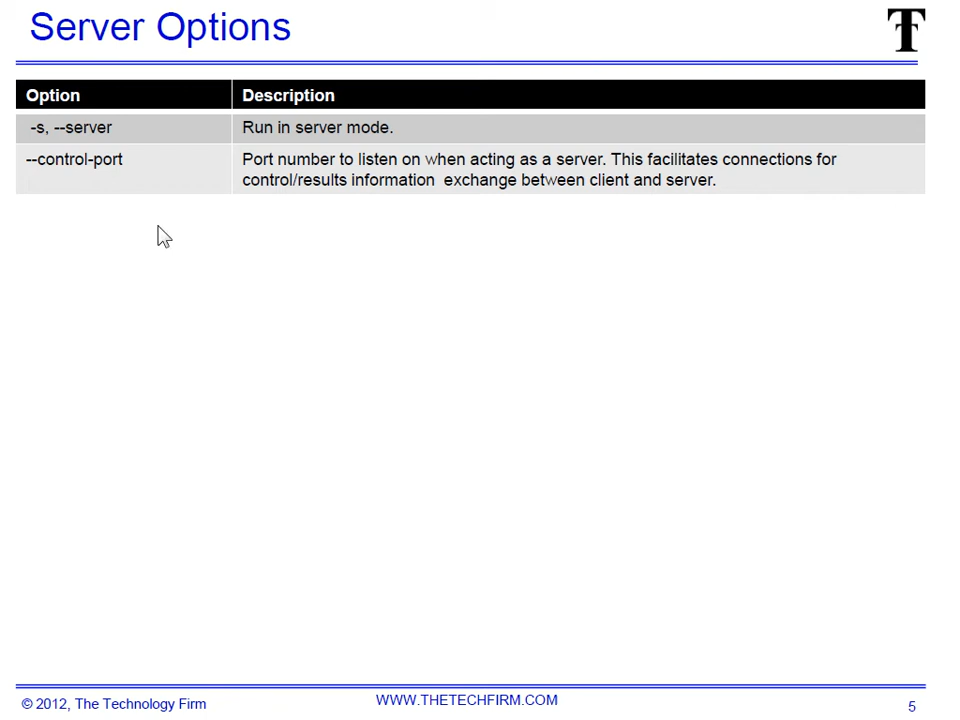 Server Options
TF
Option Description
-s, --server Run in server mode.
--control-port Port number to listen on when acting as a server. This facilitates connections for
control/results information exchange between client and server.
© 2012, The Technology Firm WWW.THETECHFIRM.COM 5